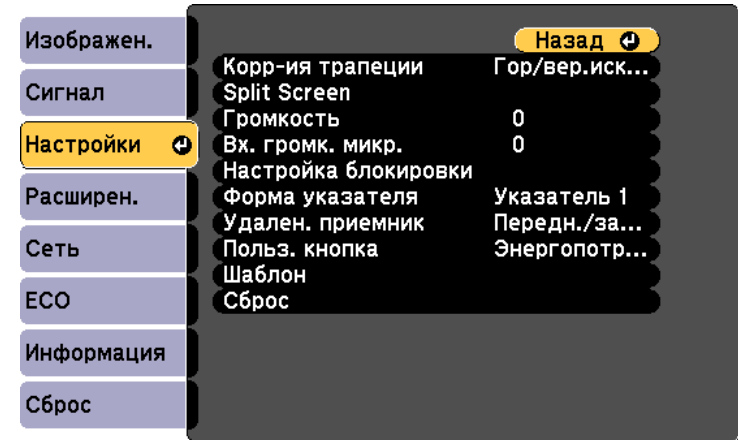 Изображен.
Сигнал
Настройки
Расширен.
Сеть
ECO
Информация
Сброс
Назад
Корр-ия трапеции Гор/вер.иск...
Split Screen
Громкость 0
Вх. громк. микр. 0
Настройка блокировки
Форма указателя Указатель 1
Удален. приемник Передн./за...
Польз. кнопка Энергопотр...
Шаблон
Сброс